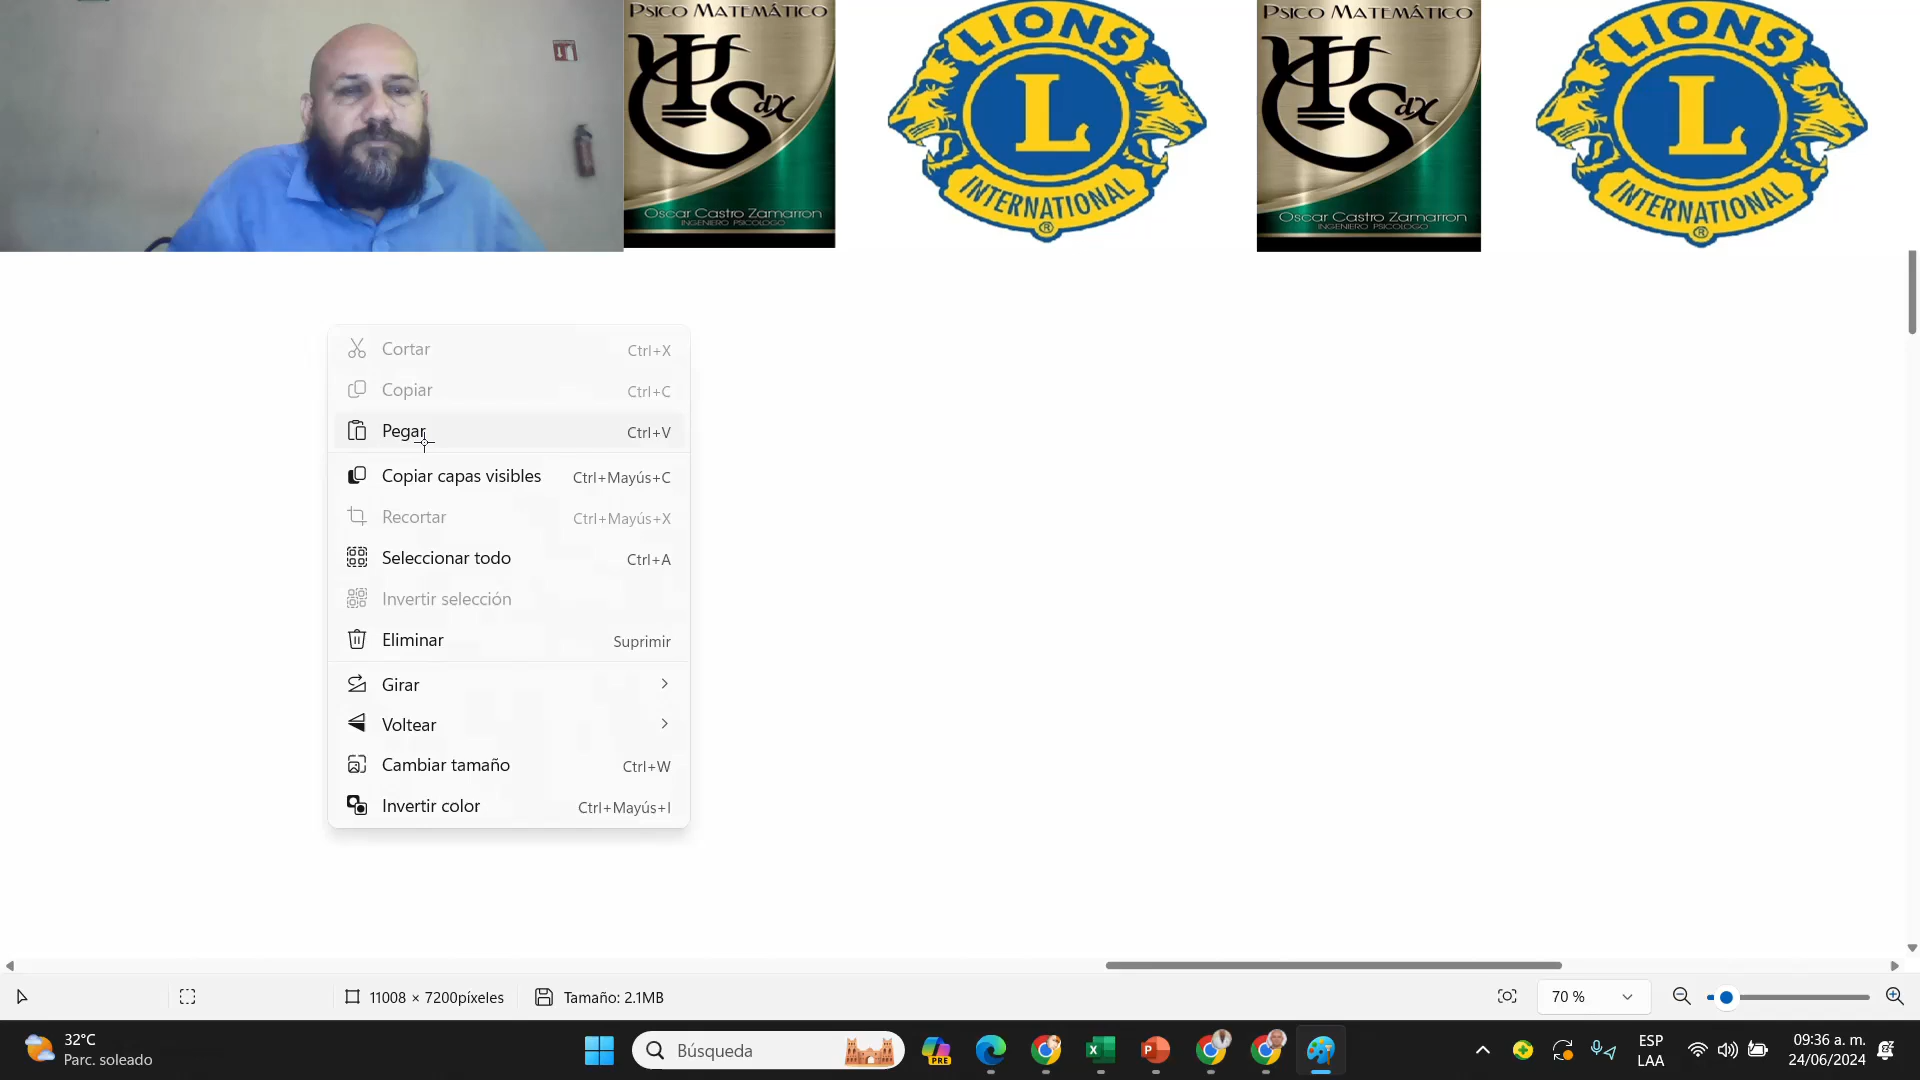 PSICO MATEMÁTICO
dx
Oscar Castro Zamarron
INGENIERO PSICOLOGO
LIONS
L
INTERNATIONAL
®
PSICO MATEMÁTICO
dx
Oscar Castro Zamarron
INGENIERO PSICOLOGO
LIONS
L
INTERNATIONAL
®
Cortar Ctrl+X
Copiar Ctrl+C
Pegar Ctrl+V
Copiar capas visibles Ctrl+Mayús+C
Recortar Ctrl+Mayús+X
Seleccionar todo Ctrl+A
Invertir selección
Eliminar Suprimir
Girar
Voltear
Cambiar tamaño Ctrl+W
Invertir color Ctrl+Mayús+I
11008 × 7200píxeles Tamaño: 2.1MB 70 %
32°C
Parc. soleado
Búsqueda
PRE
ESP
LAA
09:36 a. m.
24/06/2024